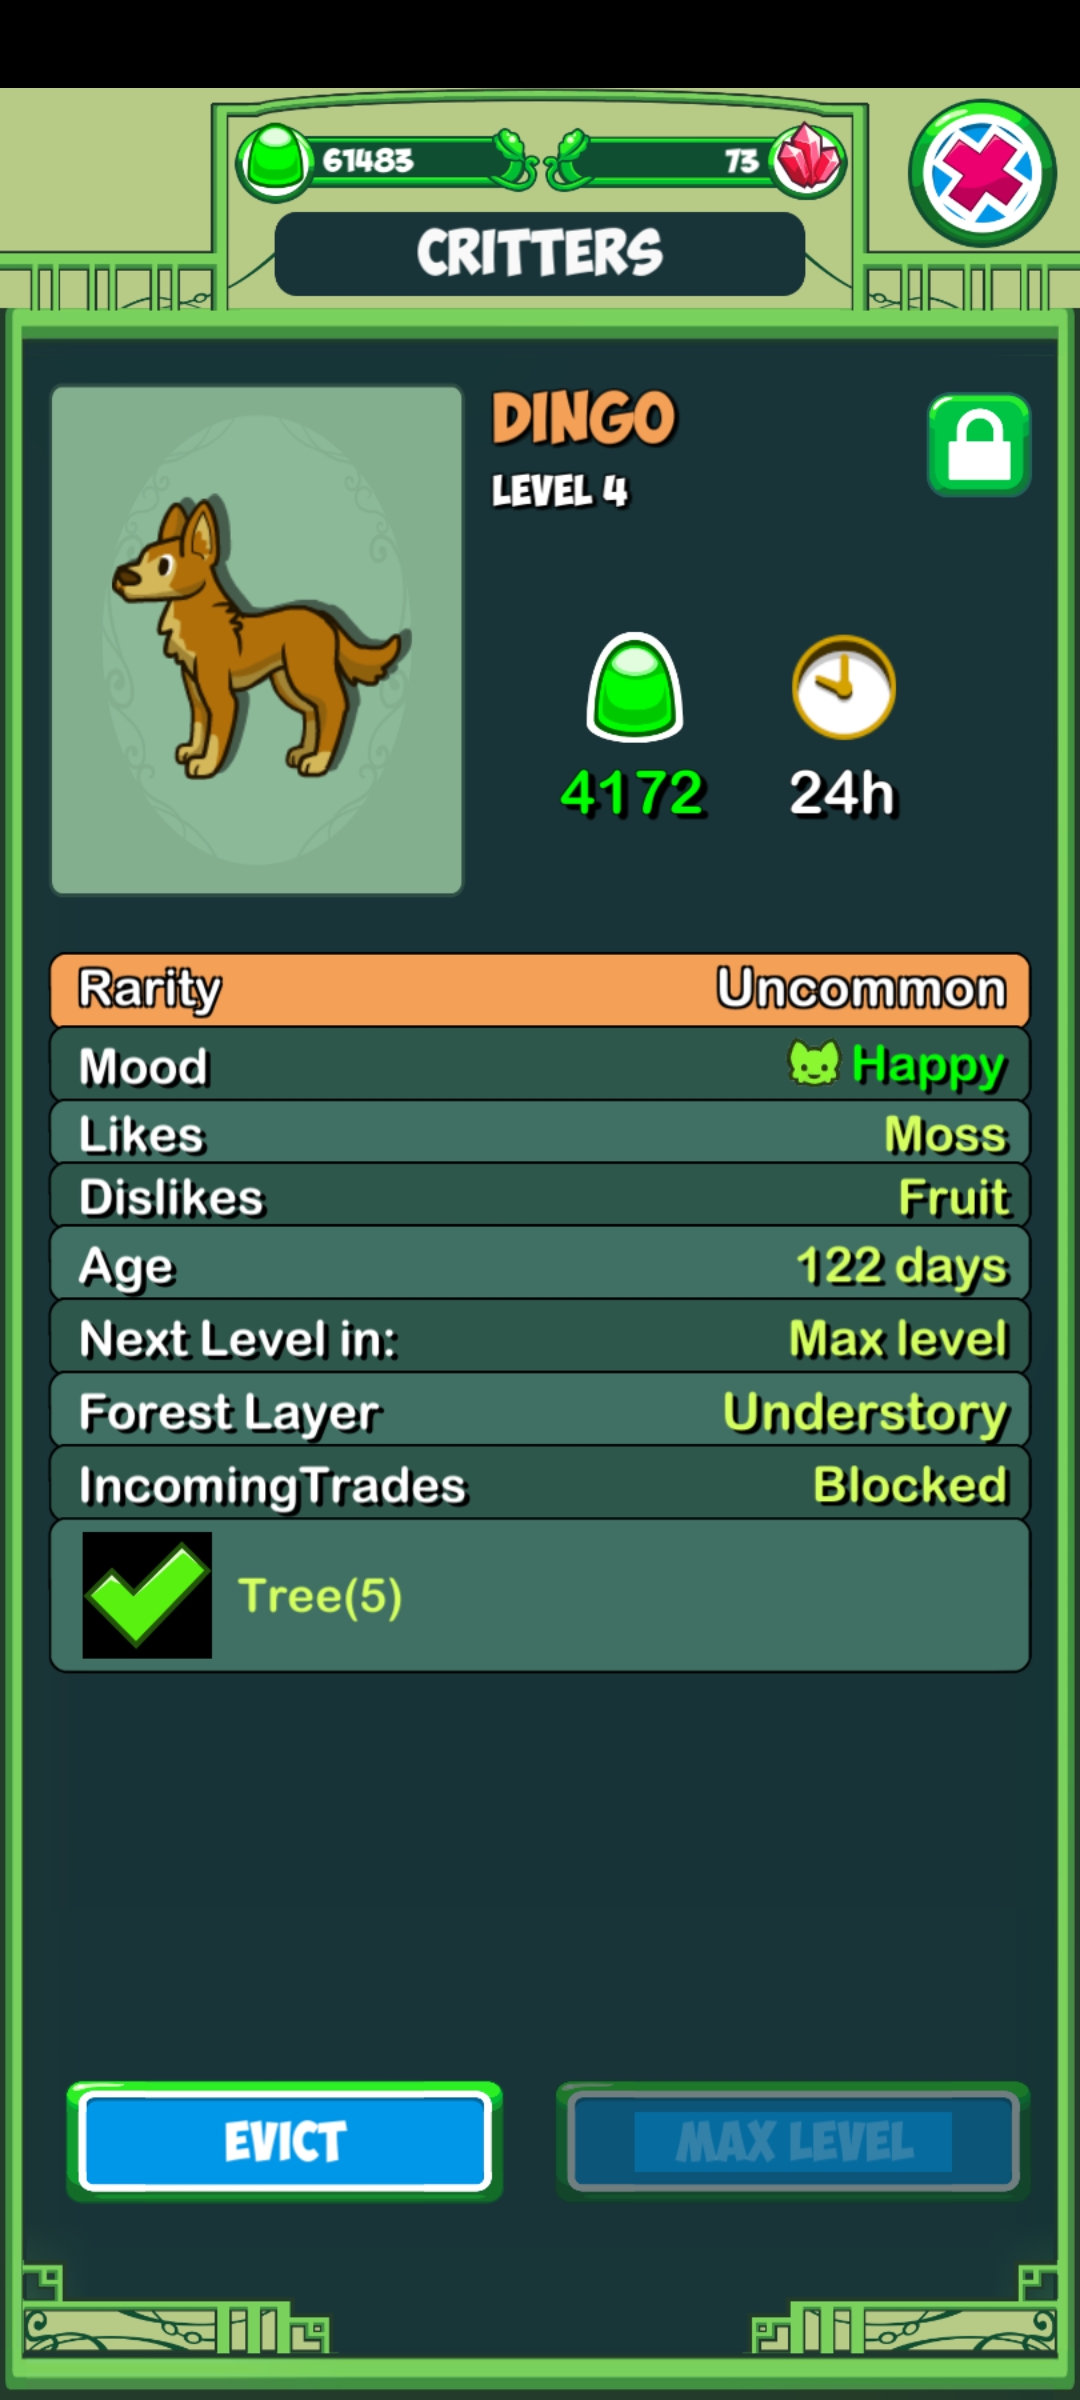 61483 73
CRITTERS
DINGO
LEVEL 4
4172 24h
Rarity Uncommon
Mood Happy
Likes Moss
Dislikes Fruit
Age 122 days
Next Level in: Max level
Forest Layer Understory
IncomingTrades Blocked
Tree(5)
EVICT MAX LEVEL